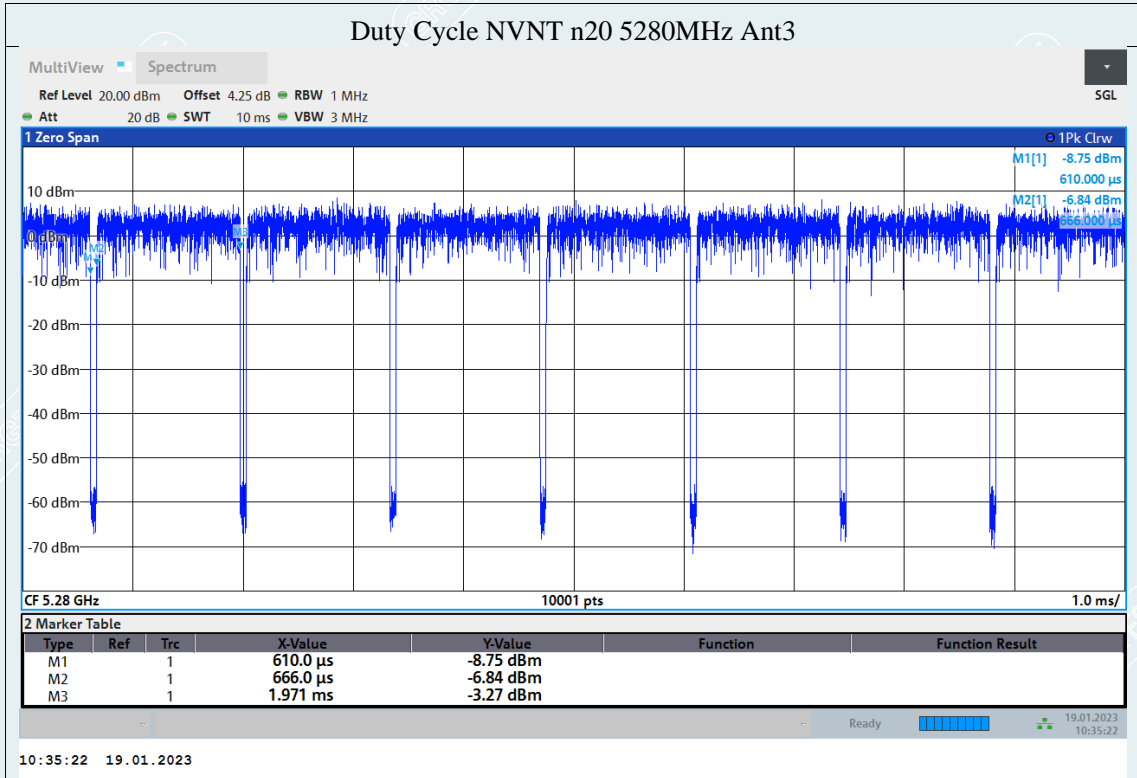 Duty Cycle NVNT n20 5280MHz Ant3
MultiView Spectrum
Ref Level 20.00 dBm Offset 4.25 dB RBW 1 MHz SGL
Att 20 dB SWT 10 ms VBW 3 MHz
1 Zero Span 1Pk Clrw
M1[1] -8.75 dBm
610.000 µs
M2[1] -6.84 dBm
666.000 µs
10 dBm
0 dBm
M3
M2
-10 dBm
-20 dBm
-30 dBm
-40 dBm
-50 dBm
-60 dBm
-70 dBm
CF 5.28 GHz 10001 pts 1.0 ms/
2 Marker Table
Type Ref Trc X-Value Y-Value Function Function Result
M1 1 610.0 µs -8.75 dBm
M2 1 666.0 µs -6.84 dBm
M3 1 1.971 ms -3.27 dBm
Ready 19.01.2023
10:35:22
10:35:22 19.01.2023